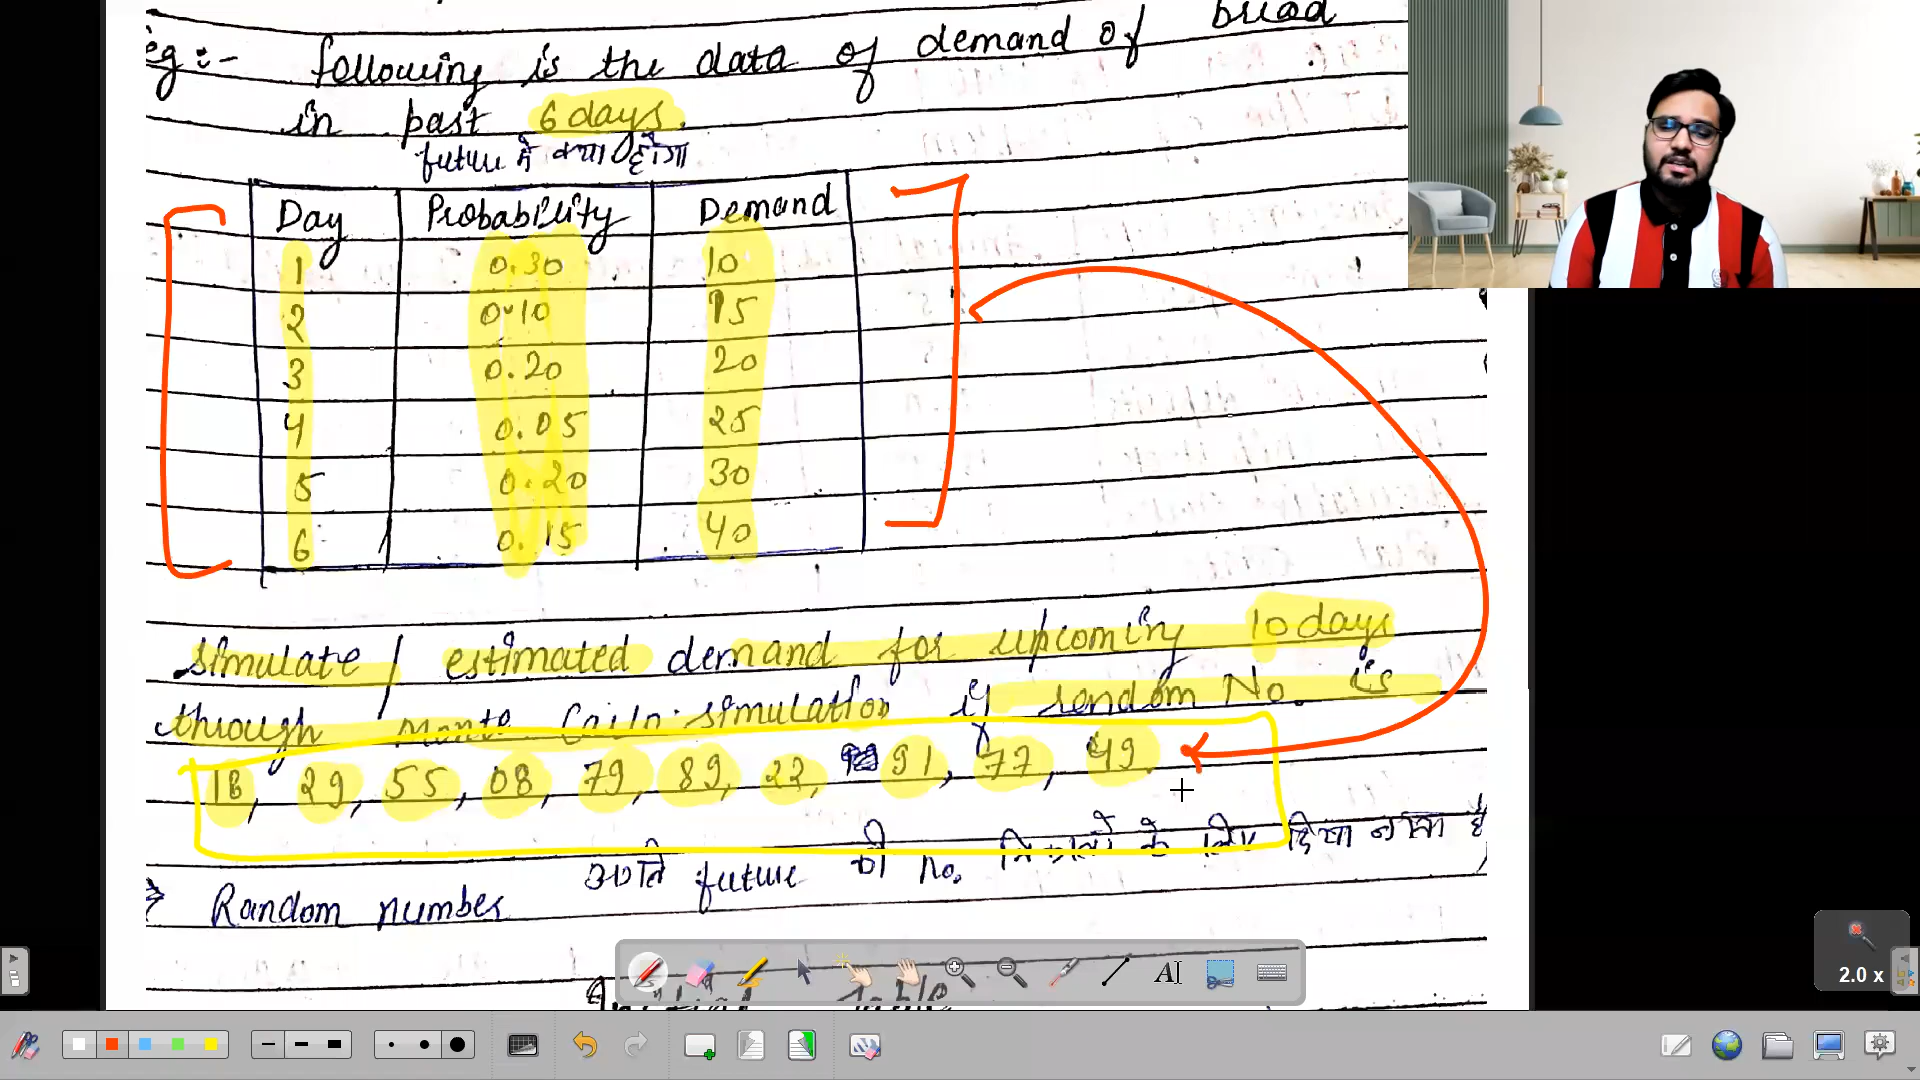 eg:- following is the data of demand of bread
in past 6 days.
future में क्या होगा
Day Probability Demand
1 0.30 10
2 0.10 15
3 0.20 20
4 0.05 25
5 0.20 30
6 0.15 40
simulate / estimated demand for upcoming 10 days
through Monte Carlo simulation if random No. is
18, 29, 55, 08, 79, 89, 22, 91, 77, 49.
future की no. निकालने के लिए दिया जाता है
Random number
Table
2.0 x